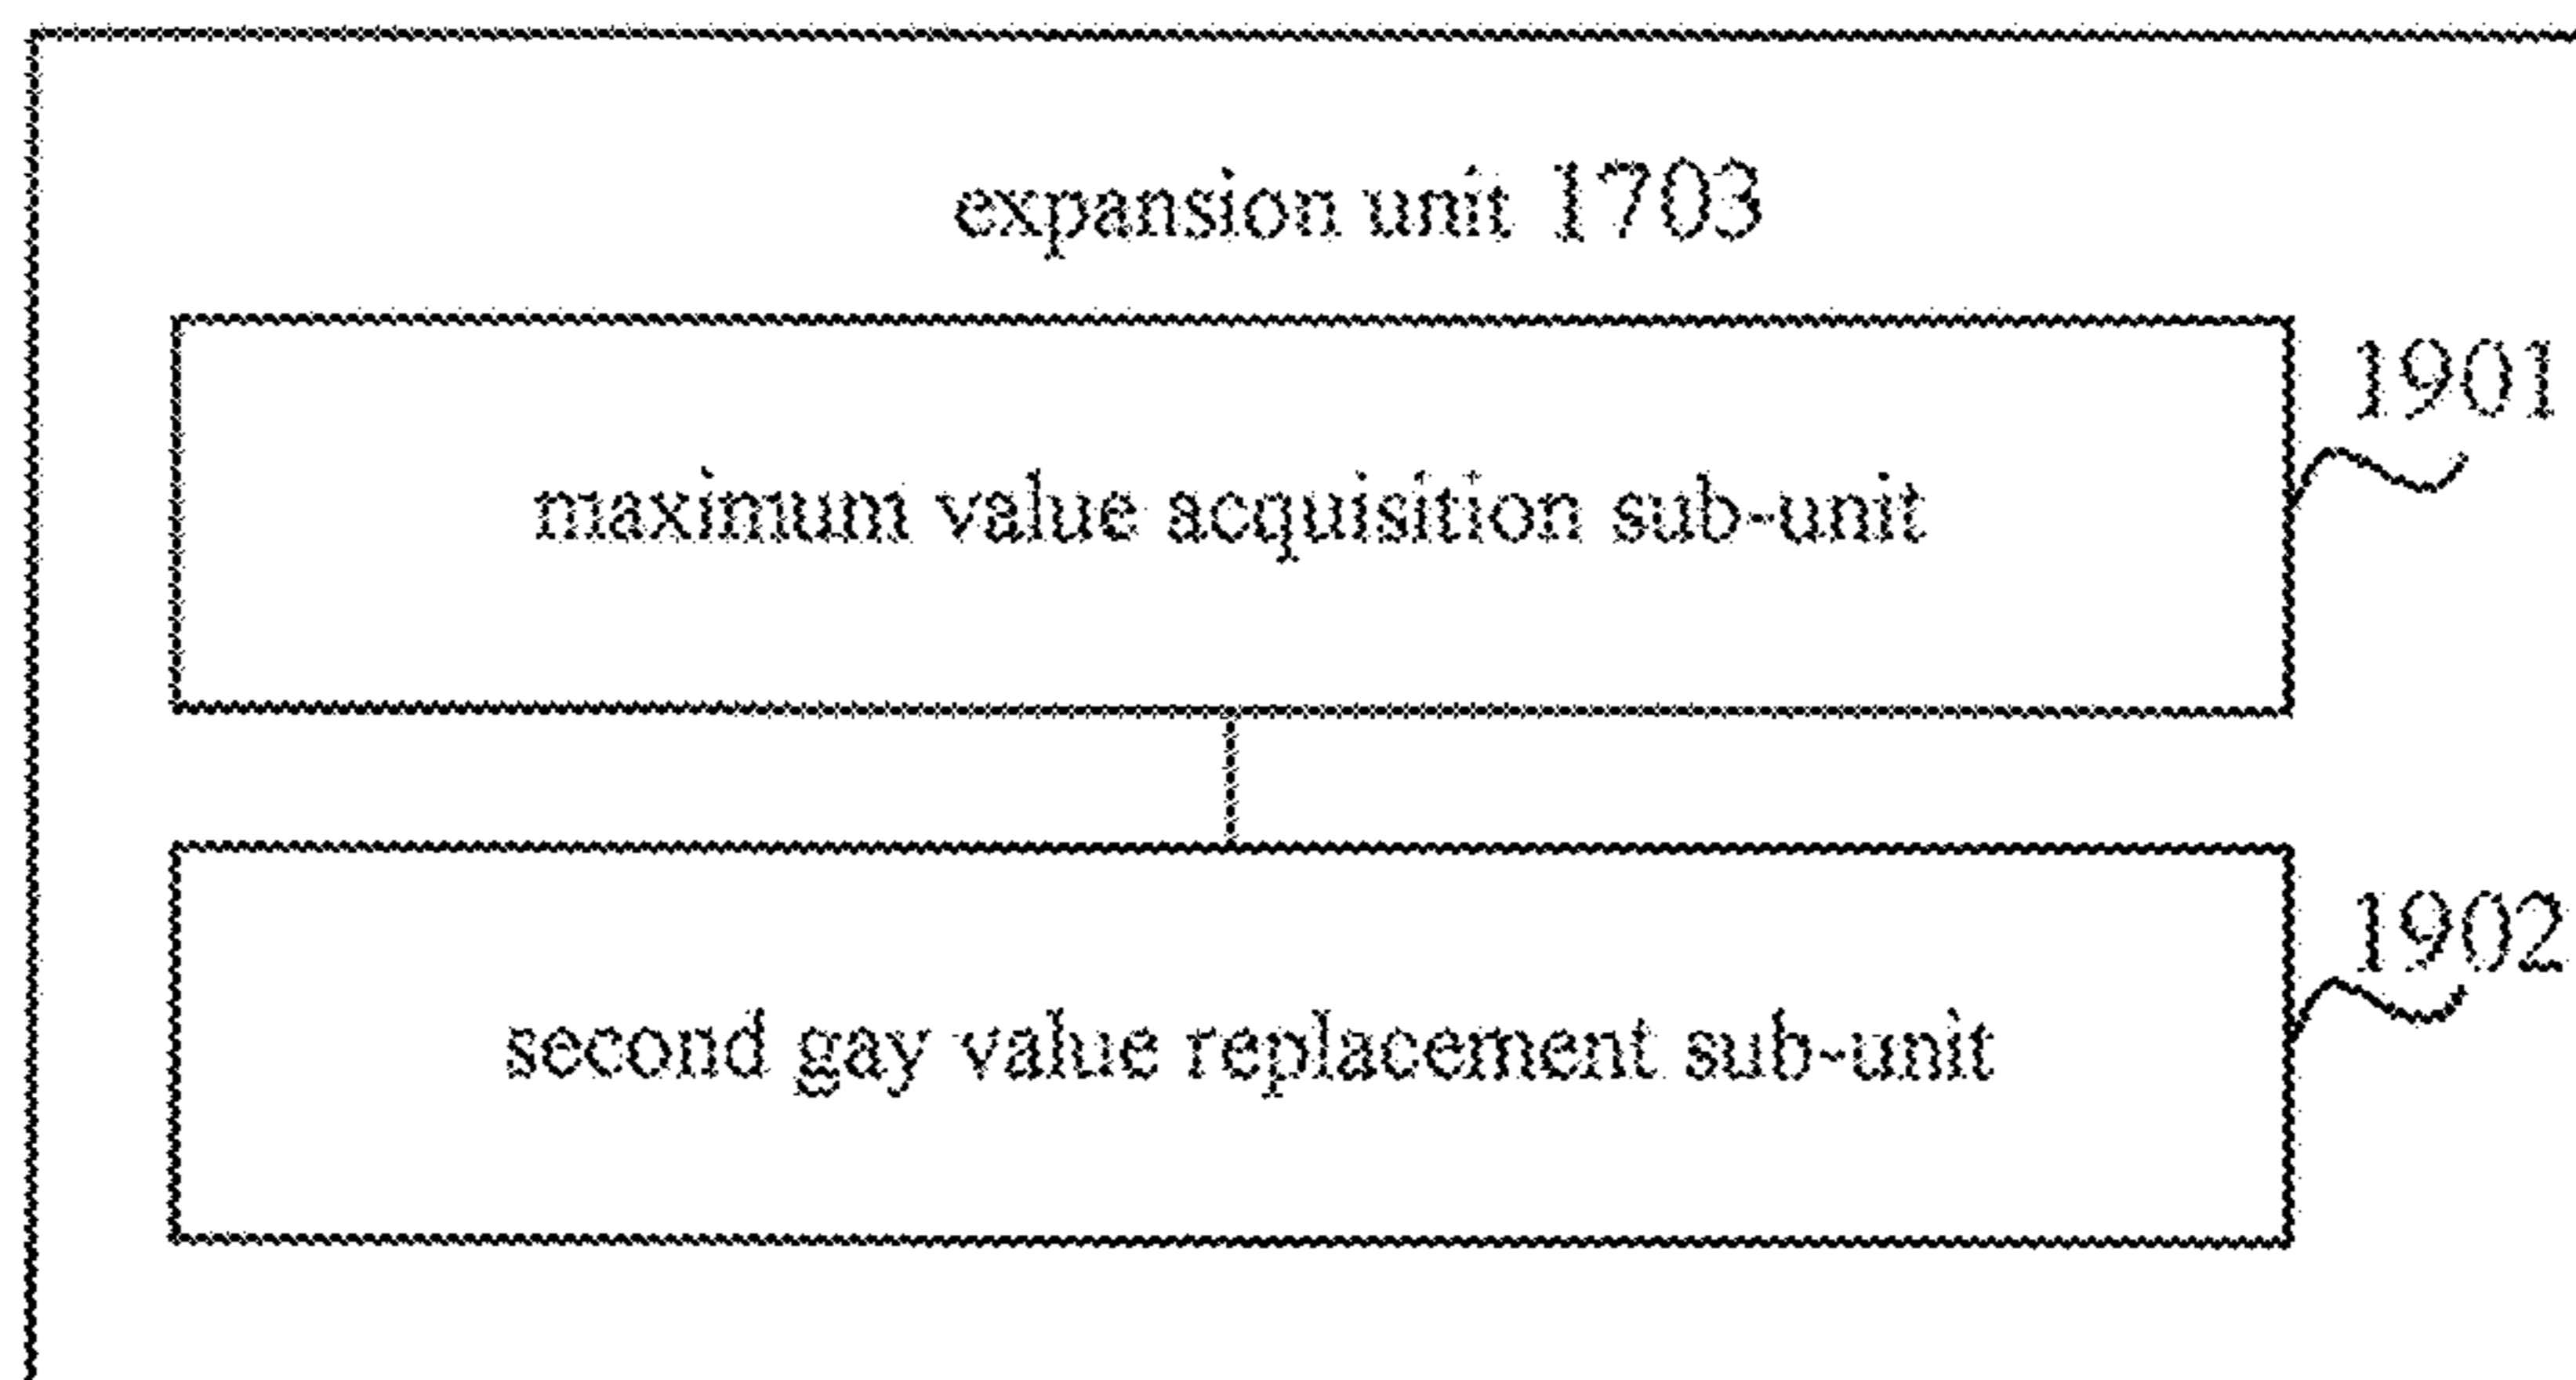 expansion unit 1703
1901
maximum value acquisition sub-unit
1902
second gay value replacement sub-unit